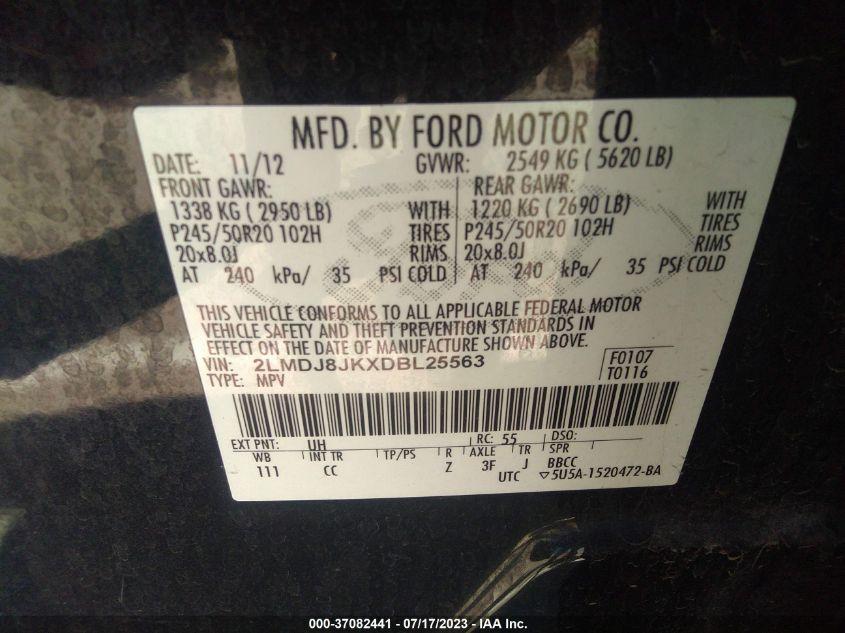 MFD. BY FORD MOTOR CO.
DATE: 11/12 GVWR: 2549 KG ( 5620 LB)
FRONT GAWR: REAR GAWR:
1338 KG ( 2950 LB) WITH 1220 KG ( 2690 LB) WITH
P245/50R20 102H TIRES P245/50R20 102H TIRES
20x8.0J RIMS 20x8.0J RIMS
AT 240 kPa/ 35 PSI COLD AT 240 kPa/ 35 PSI COLD
THIS VEHICLE CONFORMS TO ALL APPLICABLE FEDERAL MOTOR
VEHICLE SAFETY AND THEFT PREVENTION STANDARDS IN
EFFECT ON THE DATE OF MANUFACTURE SHOWN ABOVE.
VIN: 2LMDJ8JKXDBL25563 F0107
TYPE: MPV T0116
EXT PNT: UH RC: 55 DSO:
WB INT TR TP/PS R AXLE TR SPR
111 CC Z 3F J BBCC
UTC ▽5U5A-1520472-BA
000-37082441 - 07/17/2023 - IAA Inc.